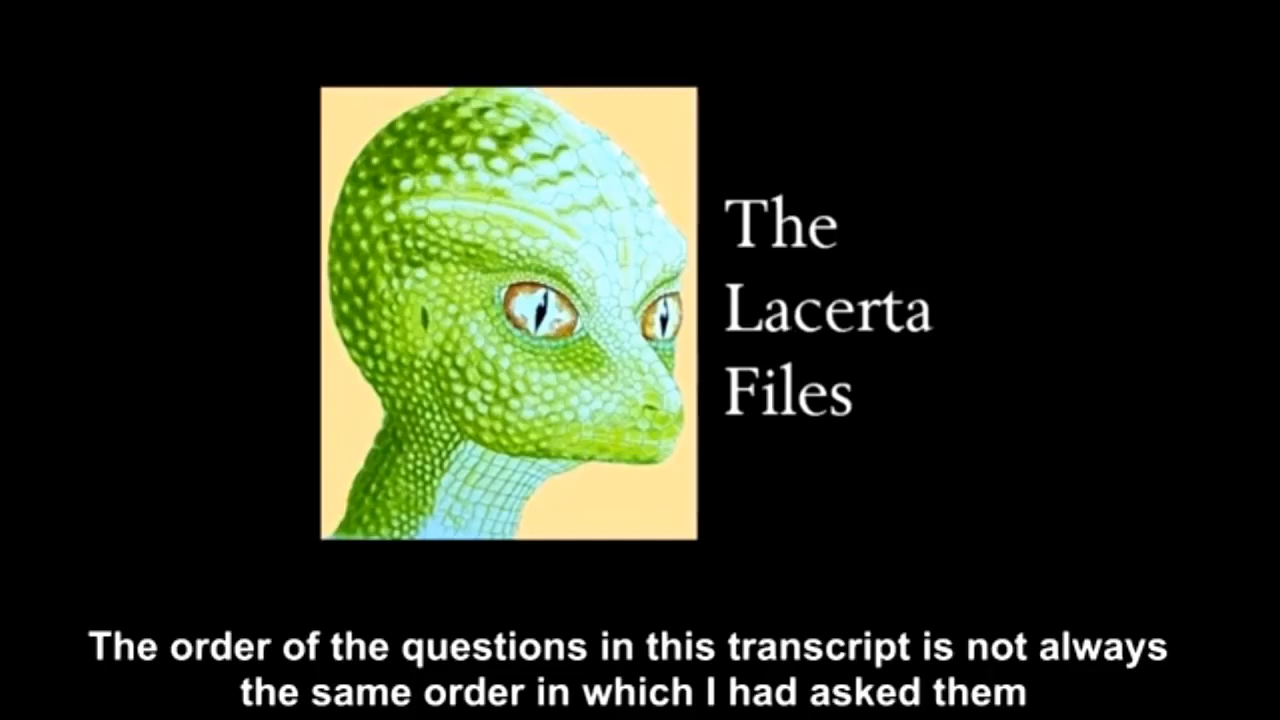 The
Lacerta
Files
The order of the questions in this transcript is not always
the same order in which I had asked them